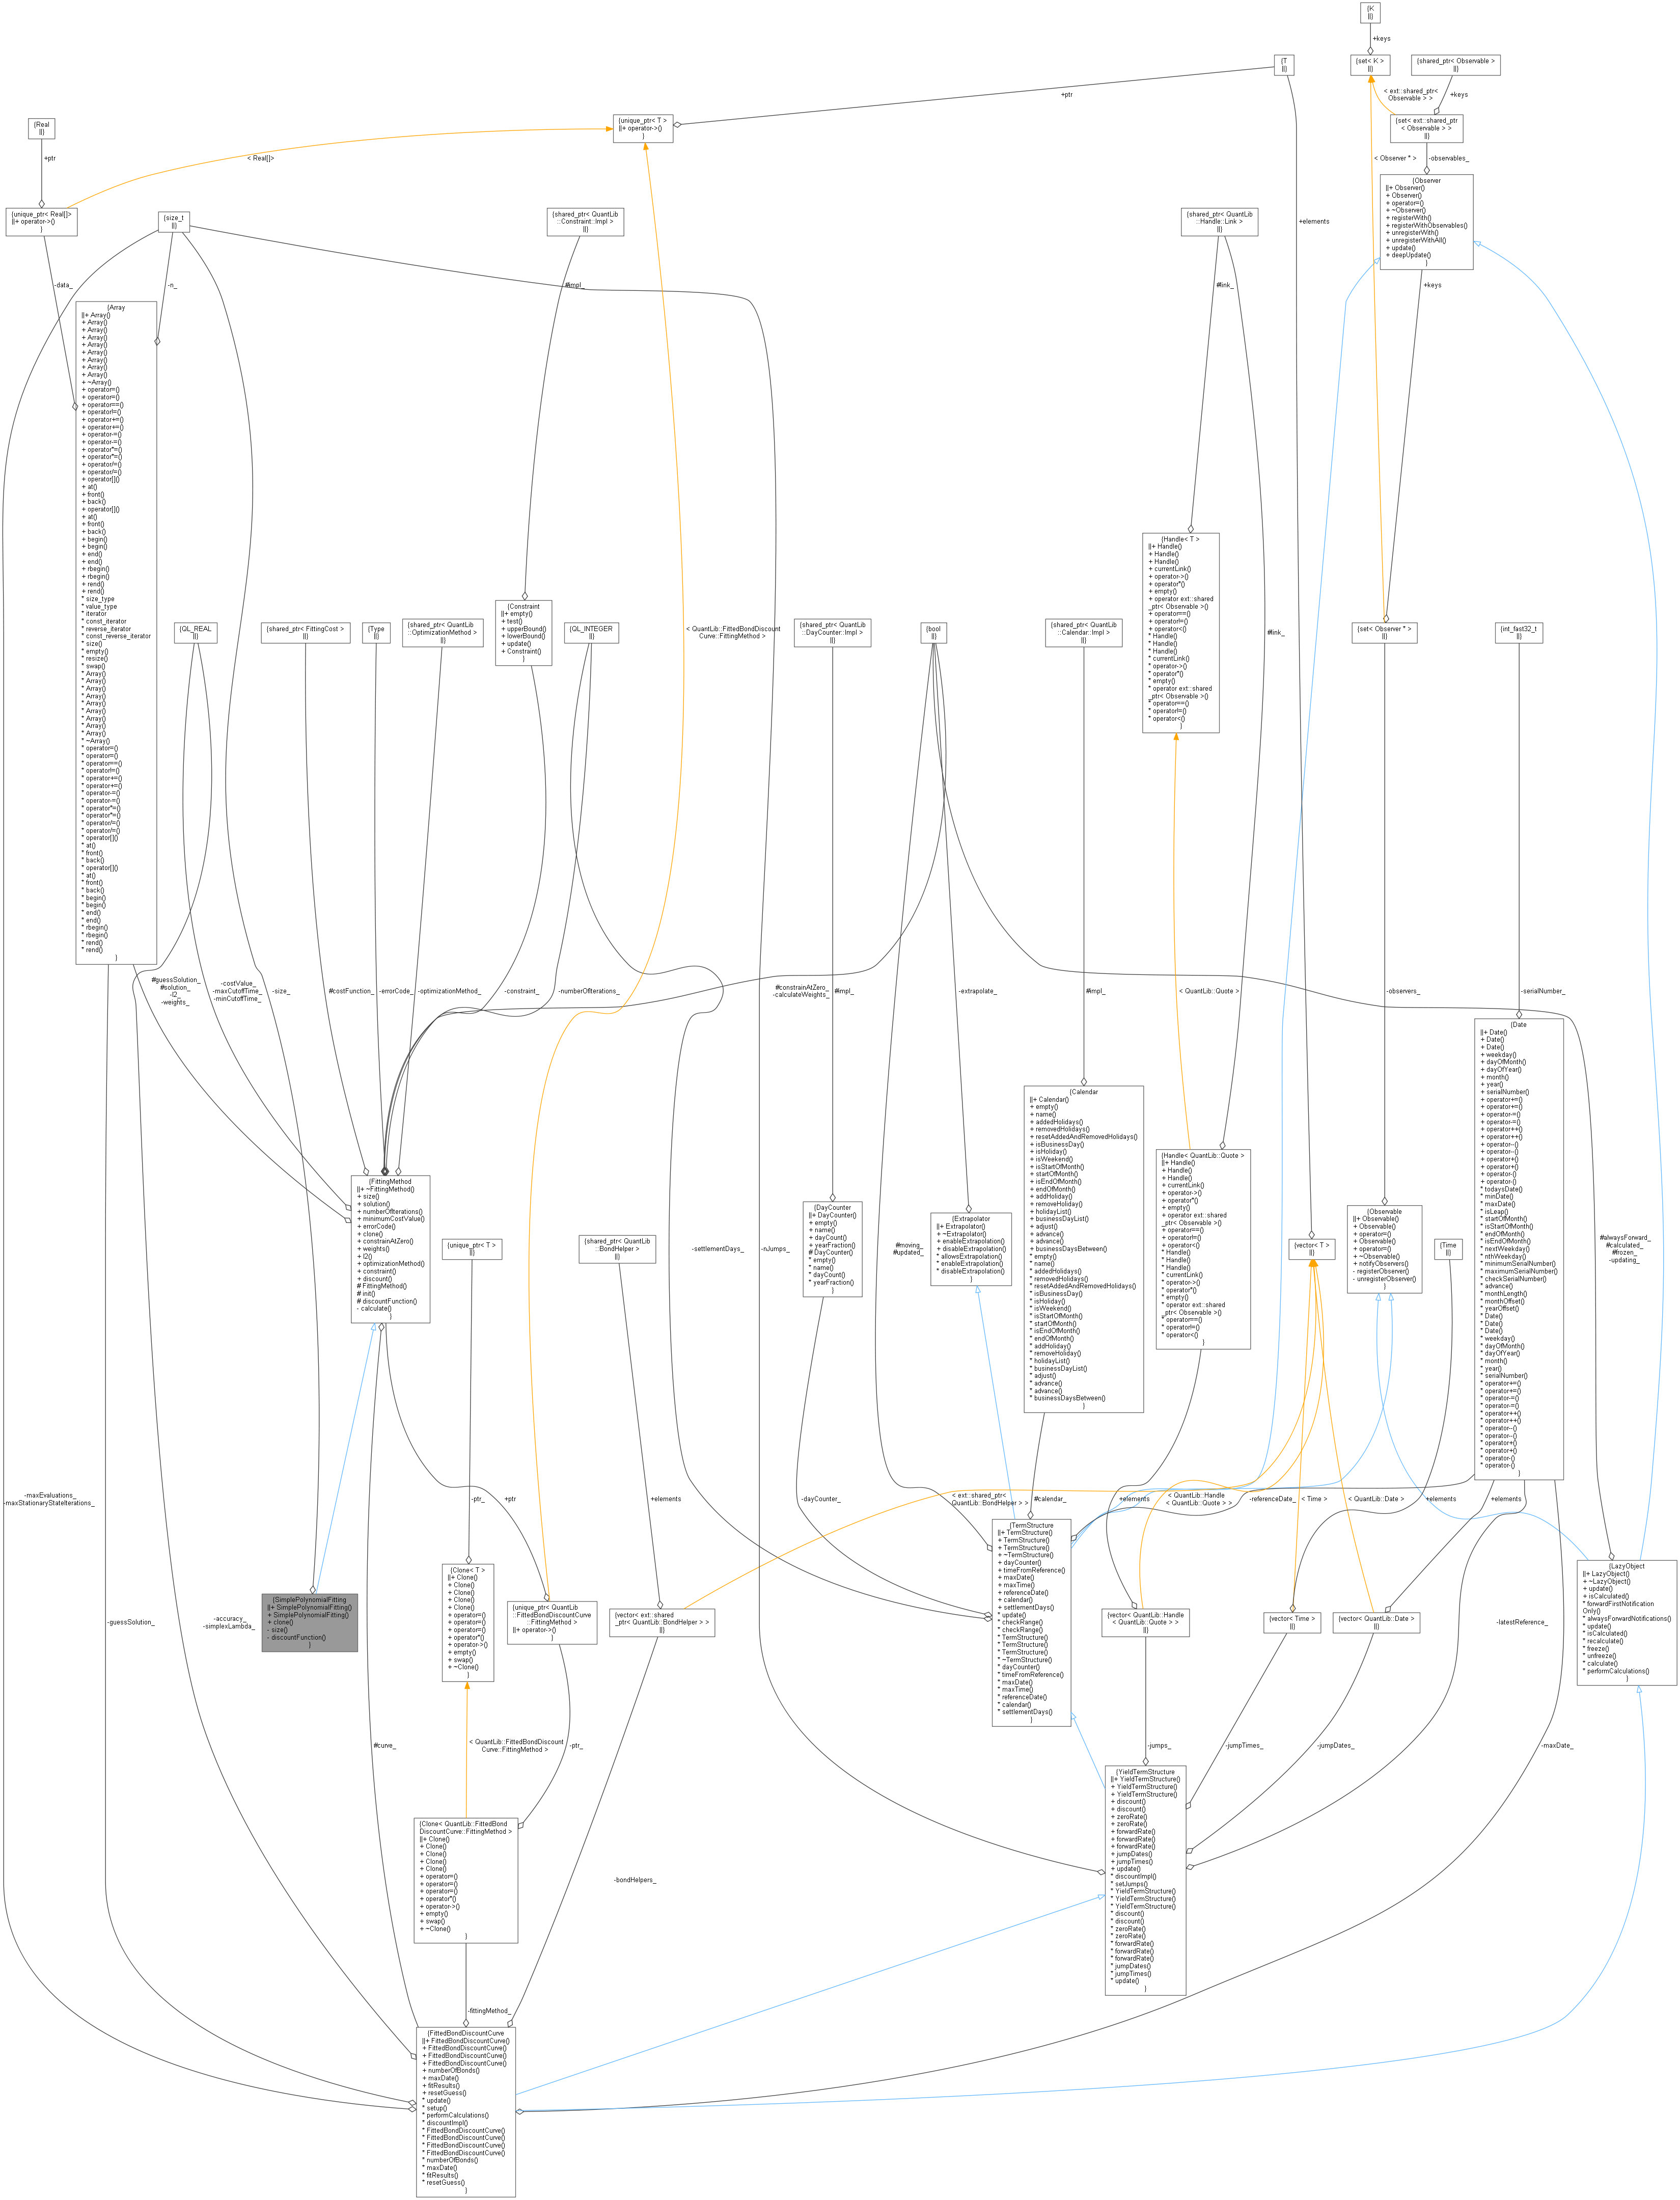 {K
||}
+keys
{T
||}
{set< K >
||}
{shared_ptr< Observable >
||}
+ptr
< ext::shared_ptr<
Observable > >
+keys
{Real
||}
{unique_ptr< T >
||+ operator->()
}
{set< ext::shared_ptr
< Observable > >
||}
+ptr
< Real[]>
< Observer * >
-observables_
{unique_ptr< Real[]>
||+ operator->()
}
{size_t
||}
{shared_ptr< QuantLib
::Constraint::Impl >
||}
{shared_ptr< QuantLib
::Handle::Link >
||}
+elements
{Observer
||+ Observer()
+ Observer()
+ operator=()
+ ~Observer()
+ registerWith()
+ registerWithObservables()
+ unregisterWith()
+ unregisterWithAll()
+ update()
+ deepUpdate()
}
-data_
-n_
#impl_
#link_
+keys
{Array
||+ Array()
+ Array()
+ Array()
+ Array()
+ Array()
+ Array()
+ Array()
+ Array()
+ Array()
+ ~Array()
+ operator=()
+ operator=()
+ operator==()
+ operator!=()
+ operator+=()
+ operator+=()
+ operator-=()
+ operator-=()
+ operator*=()
+ operator*=()
+ operator/=()
+ operator/=()
+ operator[]()
+ at()
+ front()
+ back()
+ operator[]()
+ at()
+ front()
+ back()
+ begin()
+ begin()
+ end()
+ end()
+ rbegin()
+ rbegin()
+ rend()
+ rend()
* size_type
* value_type
* iterator
* const_iterator
* reverse_iterator
* const_reverse_iterator
* size()
* empty()
* resize()
* swap()
* Array()
* Array()
* Array()
* Array()
* Array()
* Array()
* Array()
* Array()
* Array()
* ~Array()
* operator=()
* operator=()
* operator==()
* operator!=()
* operator+=()
* operator+=()
* operator-=()
* operator-=()
* operator*=()
* operator*=()
* operator/=()
* operator/=()
* operator[]()
* at()
* front()
* back()
* operator[]()
* at()
* front()
* back()
* begin()
* begin()
* end()
* end()
* rbegin()
* rbegin()
* rend()
* rend()
}
{Handle< T >
||+ Handle()
+ Handle()
+ Handle()
+ currentLink()
+ operator->()
+ operator*()
+ empty()
+ operator ext::shared
_ptr< Observable >()
+ operator==()
+ operator!=()
+ operator<()
* Handle()
* Handle()
* Handle()
* currentLink()
* operator->()
* operator*()
* empty()
* operator ext::shared
_ptr< Observable >()
* operator==()
* operator!=()
* operator<()
}
{QL_REAL
||}
{shared_ptr< FittingCost >
||}
{Type
||}
{shared_ptr< QuantLib
::OptimizationMethod >
||}
{Constraint
||+ empty()
+ test()
+ upperBound()
+ lowerBound()
+ update()
+ Constraint()
}
{QL_INTEGER
||}
< QuantLib::FittedBondDiscount
Curve::FittingMethod >
{shared_ptr< QuantLib
::DayCounter::Impl >
||}
{bool
||}
{shared_ptr< QuantLib
::Calendar::Impl >
||}
#link_
{set< Observer * >
||}
{int_fast32_t
||}
#guessSolution_
#solution_
-l2_
-weights_
-costValue_
-maxCutoffTime_
-minCutoffTime_
-size_
#costFunction_
-errorCode_
-optimizationMethod_
-constraint_
-numberOfIterations_
#constrainAtZero_
-calculateWeights_
#impl_
-extrapolate_
#impl_
< QuantLib::Quote >
-observers_
-serialNumber_
{Date
||+ Date()
+ Date()
+ Date()
+ weekday()
+ dayOfMonth()
+ dayOfYear()
+ month()
+ year()
+ serialNumber()
+ operator+=()
+ operator+=()
+ operator-=()
+ operator-=()
+ operator++()
+ operator++()
+ operator--()
+ operator--()
+ operator+()
+ operator+()
+ operator-()
+ operator-()
* todaysDate()
* minDate()
* maxDate()
* isLeap()
* startOfMonth()
* isStartOfMonth()
* endOfMonth()
* isEndOfMonth()
* nextWeekday()
* nthWeekday()
* minimumSerialNumber()
* maximumSerialNumber()
* checkSerialNumber()
* advance()
* monthLength()
* monthOffset()
* yearOffset()
* Date()
* Date()
* Date()
* weekday()
* dayOfMonth()
* dayOfYear()
* month()
* year()
* serialNumber()
* operator+=()
* operator+=()
* operator-=()
* operator-=()
* operator++()
* operator++()
* operator--()
* operator--()
* operator+()
* operator+()
* operator-()
* operator-()
}
{Calendar
||+ Calendar()
+ empty()
+ name()
+ addedHolidays()
+ removedHolidays()
+ resetAddedAndRemovedHolidays()
+ isBusinessDay()
+ isHoliday()
+ isWeekend()
+ isStartOfMonth()
+ startOfMonth()
+ isEndOfMonth()
+ endOfMonth()
+ addHoliday()
+ removeHoliday()
+ holidayList()
+ businessDayList()
+ adjust()
+ advance()
+ advance()
+ businessDaysBetween()
* empty()
* name()
* addedHolidays()
* removedHolidays()
* resetAddedAndRemovedHolidays()
* isBusinessDay()
* isHoliday()
* isWeekend()
* isStartOfMonth()
* startOfMonth()
* isEndOfMonth()
* endOfMonth()
* addHoliday()
* removeHoliday()
* holidayList()
* businessDayList()
* adjust()
* advance()
* advance()
* businessDaysBetween()
}
{Handle< QuantLib::Quote >
||+ Handle()
+ Handle()
+ Handle()
+ currentLink()
+ operator->()
+ operator*()
+ empty()
+ operator ext::shared
_ptr< Observable >()
+ operator==()
+ operator!=()
+ operator<()
* Handle()
* Handle()
* Handle()
* currentLink()
* operator->()
* operator*()
* empty()
* operator ext::shared
_ptr< Observable >()
* operator==()
* operator!=()
* operator<()
}
{FittingMethod
||+ ~FittingMethod()
+ size()
+ solution()
+ numberOfIterations()
+ minimumCostValue()
+ errorCode()
+ clone()
+ constrainAtZero()
+ weights()
+ l2()
+ optimizationMethod()
+ constraint()
+ discount()
# FittingMethod()
# init()
# discountFunction()
- calculate()
}
{DayCounter
||+ DayCounter()
+ empty()
+ name()
+ dayCount()
+ yearFraction()
# DayCounter()
* empty()
* name()
* dayCount()
* yearFraction()
}
{Extrapolator
||+ Extrapolator()
+ ~Extrapolator()
+ enableExtrapolation()
+ disableExtrapolation()
+ allowsExtrapolation()
* enableExtrapolation()
* disableExtrapolation()
* allowsExtrapolation()
}
{Observable
||+ Observable()
+ Observable()
+ operator=()
+ Observable()
+ operator=()
+ ~Observable()
+ notifyObservers()
- registerObserver()
- unregisterObserver()
}
{unique_ptr< T >
||}
{shared_ptr< QuantLib
::BondHelper >
||}
-settlementDays_
-nJumps_
#moving_
#updated_
{vector< T >
||}
{Time
||}
#alwaysForward_
#calculated_
#frozen_
-updating_
-maxEvaluations_
-maxStationaryStateIterations_
-ptr_
+ptr
+elements
-dayCounter_
< ext::shared_ptr<
QuantLib::BondHelper > >
#calendar_
+elements
< QuantLib::Handle
< QuantLib::Quote > >
-referenceDate_
< Time >
< QuantLib::Date >
+elements
+elements
{TermStructure
||+ TermStructure()
+ TermStructure()
+ TermStructure()
+ ~TermStructure()
+ dayCounter()
+ timeFromReference()
+ maxDate()
+ maxTime()
+ referenceDate()
+ calendar()
+ settlementDays()
* update()
* checkRange()
* checkRange()
* TermStructure()
* TermStructure()
* TermStructure()
* ~TermStructure()
* dayCounter()
* timeFromReference()
* maxDate()
* maxTime()
* referenceDate()
* calendar()
* settlementDays()
}
{LazyObject
||+ LazyObject()
+ ~LazyObject()
+ update()
+ isCalculated()
* forwardFirstNotification
Only()
* alwaysForwardNotifications()
* update()
* isCalculated()
* recalculate()
* freeze()
* unfreeze()
* calculate()
* performCalculations()
}
-guessSolution_
-accuracy_
-simplexLambda_
{SimplePolynomialFitting
||+ SimplePolynomialFitting()
+ SimplePolynomialFitting()
+ clone()
- size()
- discountFunction()
}
{Clone< T >
||+ Clone()
+ Clone()
+ Clone()
+ Clone()
+ Clone()
+ operator=()
+ operator=()
+ operator=()
+ operator*()
+ operator->()
+ empty()
+ swap()
+ ~Clone()
}
{unique_ptr< QuantLib
::FittedBondDiscountCurve
::FittingMethod >
||+ operator->()
}
{vector< ext::shared
_ptr< QuantLib::BondHelper > >
||}
{vector< QuantLib::Handle
< QuantLib::Quote > >
||}
{vector< Time >
||}
{vector< QuantLib::Date >
||}
-latestReference_
#curve_
< QuantLib::FittedBondDiscount
Curve::FittingMethod >
-ptr_
-jumps_
-jumpTimes_
-jumpDates_
-maxDate_
{YieldTermStructure
||+ YieldTermStructure()
+ YieldTermStructure()
+ YieldTermStructure()
+ discount()
+ discount()
+ zeroRate()
+ zeroRate()
+ forwardRate()
+ forwardRate()
+ forwardRate()
+ jumpDates()
+ jumpTimes()
+ update()
* discountImpl()
* setJumps()
* YieldTermStructure()
* YieldTermStructure()
* YieldTermStructure()
* discount()
* discount()
* zeroRate()
* zeroRate()
* forwardRate()
* forwardRate()
* forwardRate()
* jumpDates()
* jumpTimes()
* update()
}
{Clone< QuantLib::FittedBond
DiscountCurve::FittingMethod >
||+ Clone()
+ Clone()
+ Clone()
+ Clone()
+ Clone()
+ operator=()
+ operator=()
+ operator=()
+ operator*()
+ operator->()
+ empty()
+ swap()
+ ~Clone()
}
-bondHelpers_
-fittingMethod_
{FittedBondDiscountCurve
||+ FittedBondDiscountCurve()
+ FittedBondDiscountCurve()
+ FittedBondDiscountCurve()
+ FittedBondDiscountCurve()
+ numberOfBonds()
+ maxDate()
+ fitResults()
+ resetGuess()
* update()
* setup()
* performCalculations()
* discountImpl()
* FittedBondDiscountCurve()
* FittedBondDiscountCurve()
* FittedBondDiscountCurve()
* FittedBondDiscountCurve()
* numberOfBonds()
* maxDate()
* fitResults()
* resetGuess()
}